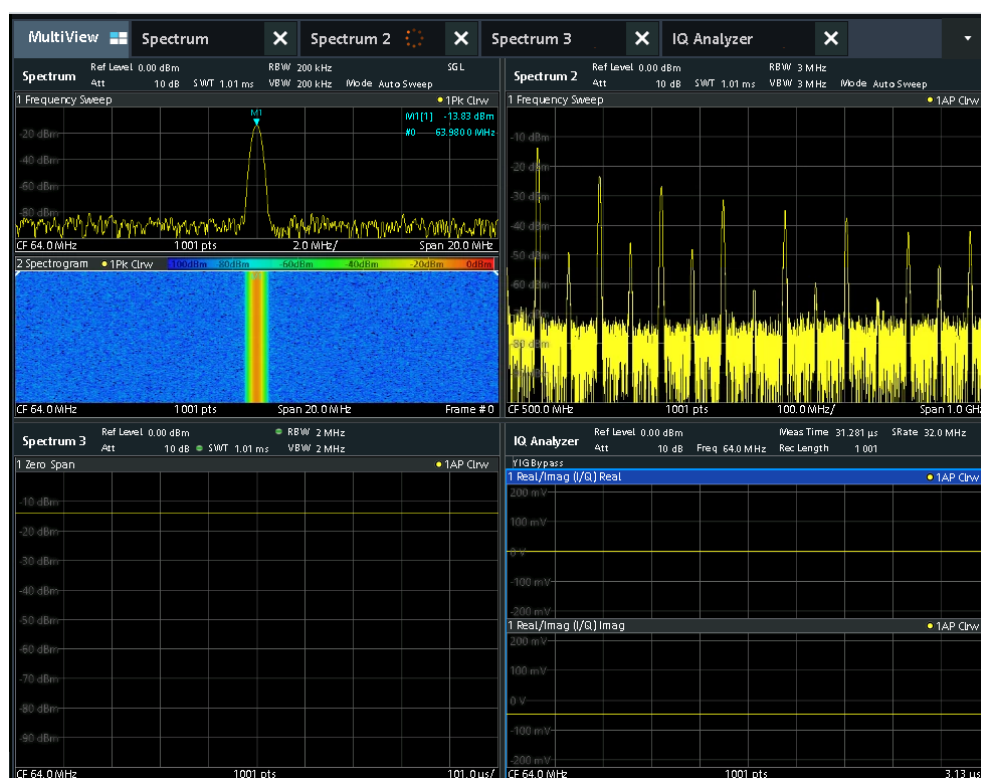 MultiView Spectrum Spectrum 2 Spectrum 3 IQ Analyzer
Spectrum Ref Level 0.00 dBm RBW 200 kHz SGL
Att 10 dB SWT 1.01 ms VBW 200 kHz Mode Auto Sweep
1 Frequency Sweep 1Pk Clrw
M1
M1[1] -13.83 dBm
#0 63.9800 MHz
-20 dBm
-40 dBm
-60 dBm
-80 dBm
CF 64.0 MHz 1001 pts 2.0 MHz/ Span 20.0 MHz
2 Spectrogram 1Pk Clrw -100dBm -80dBm -60dBm -40dBm -20dBm 0dBm
CF 64.0 MHz 1001 pts Span 20.0 MHz Frame # 0
Spectrum 2 Ref Level 0.00 dBm RBW 3 MHz
Att 10 dB SWT 1.01 ms VBW 3 MHz Mode Auto Sweep
1 Frequency Sweep 1AP Clrw
-10 dBm
-20 dBm
-30 dBm
-40 dBm
-50 dBm
-60 dBm
-80 dBm
CF 500.0 MHz 1001 pts 100.0 MHz/ Span 1.0 GHz
Spectrum 3 Ref Level 0.00 dBm RBW 2 MHz
Att 10 dB SWT 1.01 ms VBW 2 MHz
1 Zero Span 1AP Clrw
-10 dBm
-20 dBm
-30 dBm
-40 dBm
-50 dBm
-60 dBm
-70 dBm
-80 dBm
-90 dBm
CF 64.0 MHz 1001 pts 101.0 µs/
IQ Analyzer Ref Level 0.00 dBm Meas Time 31.281 µs SRate 32.0 MHz
Att 10 dB Freq 64.0 MHz Rec Length 1001
YIG Bypass
1 Real/Imag (I/Q) Real 1AP Clrw
200 mV
100 mV
0 V
-100 mV
-200 mV
1 Real/Imag (I/Q) Imag 1AP Clrw
200 mV
100 mV
0 V
-100 mV
-200 mV
CF 64.0 MHz 1001 pts 3.13 µs